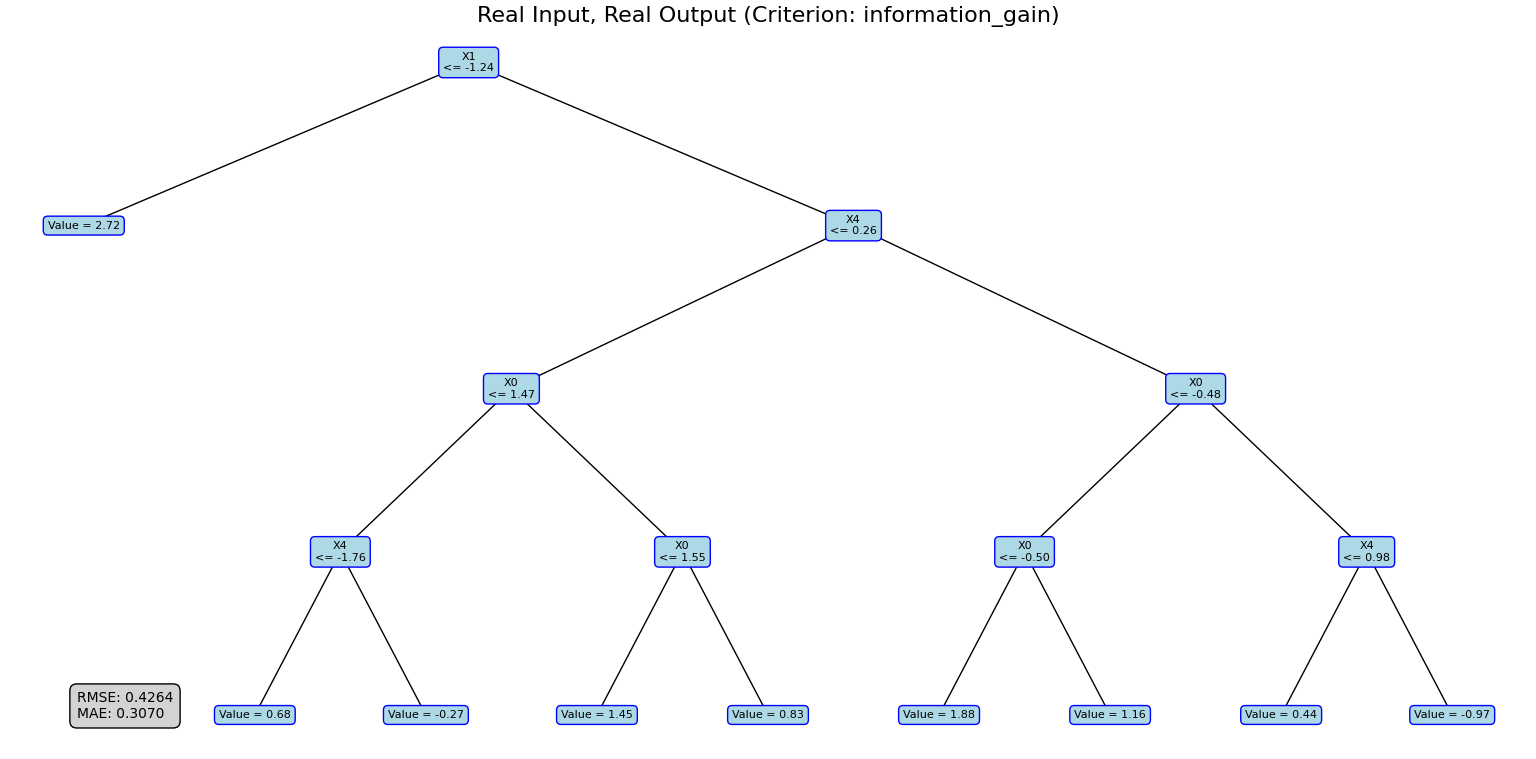 Real Input, Real Output (Criterion: information_gain)
X1
<= -1.24
Value = 2.72
X4
<= 0.26
X0
<= 1.47
X0
<= -0.48
X4
<= -1.76
X0
<= 1.55
X0
<= -0.50
X4
<= 0.98
RMSE: 0.4264
MAE: 0.3070
Value = 0.68
Value = -0.27
Value = 1.45
Value = 0.83
Value = 1.88
Value = 1.16
Value = 0.44
Value = -0.97